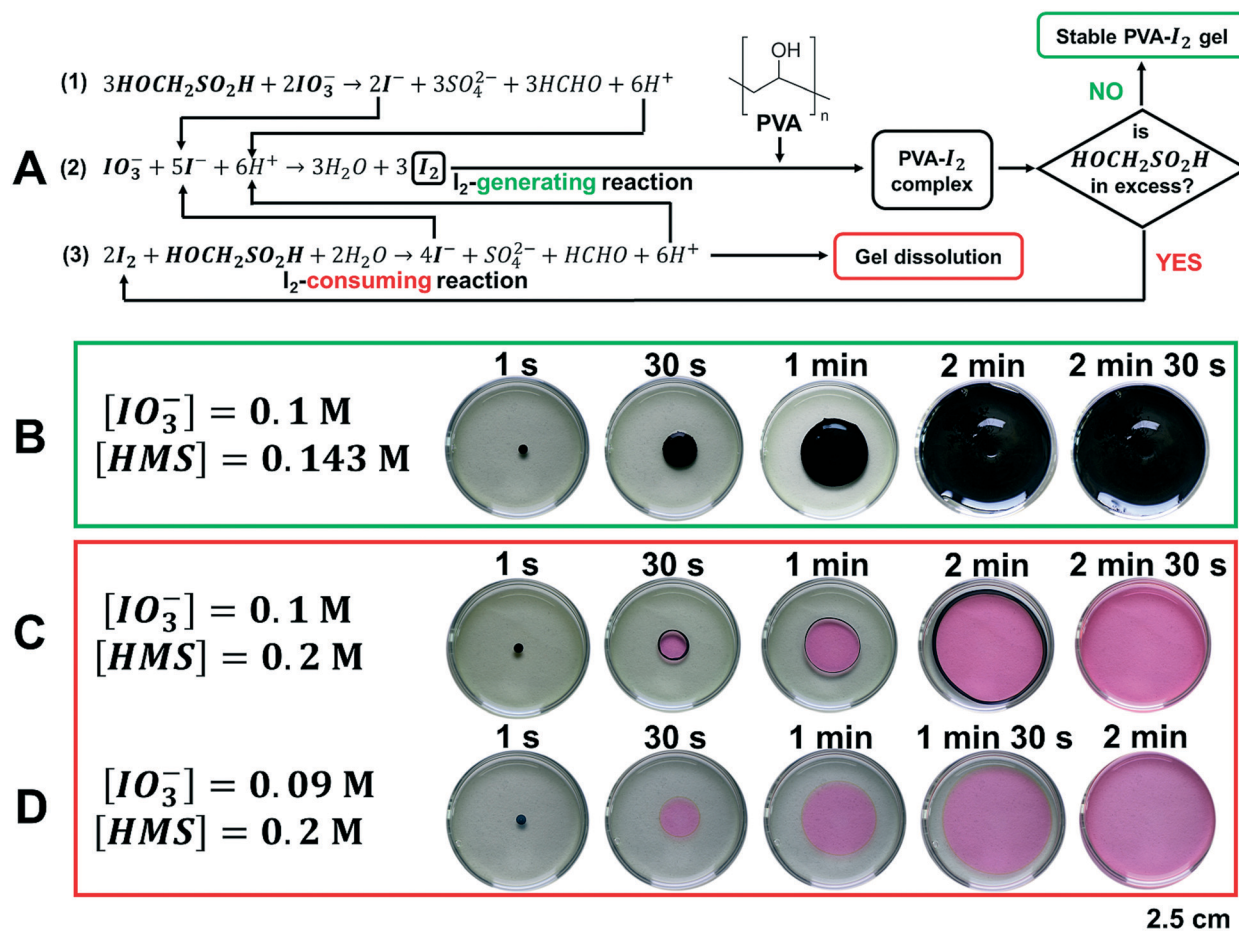 A
(1) 3HOCH₂SO₂H + 2IO₃⁻ → 2I⁻ + 3SO₄²⁻ + 3HCHO + 6H⁺
(2) IO₃⁻ + 5I⁻ + 6H⁺ → 3H₂O + 3 I₂
I₂-generating reaction
(3) 2I₂ + HOCH₂SO₂H + 2H₂O → 4I⁻ + SO₄²⁻ + HCHO + 6H⁺
I₂-consuming reaction
OH
n
PVA
PVA-I₂
complex
is
HOCH₂SO₂H
in excess?
NO
Stable PVA-I₂ gel
YES
Gel dissolution
B
[IO₃⁻] = 0.1 M
[HMS] = 0.143 M
1 s 30 s 1 min 2 min 2 min 30 s
C
[IO₃⁻] = 0.1 M
[HMS] = 0.2 M
1 s 30 s 1 min 2 min 2 min 30 s
D
[IO₃⁻] = 0.09 M
[HMS] = 0.2 M
1 s 30 s 1 min 1 min 30 s 2 min
2.5 cm